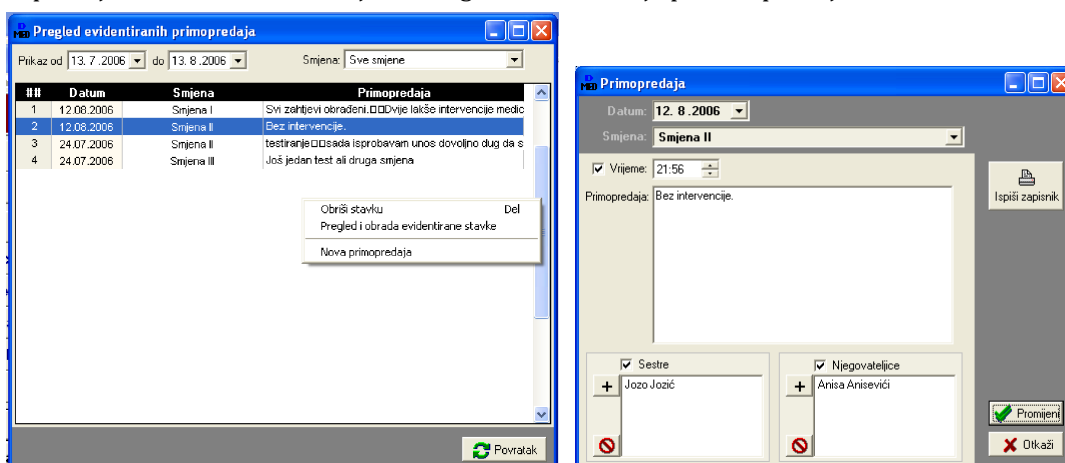 MED Pregled evidentiranih primopredaja
Prikaz od 13. 7 .2006 do 13. 8 .2006 Smjena: Sve smjene
## Datum Smjena Primopredaja
1 12.08.2006 Smjena I Svi zahtjevi obrađeni.□□Dvije lakše intervencije medic
2 12.08.2006 Smjena II Bez intervencije.
3 24.07.2006 Smjena II testiranje□□sada isprobavam unos dovoljno dug da s
4 24.07.2006 Smjena III Još jedan test ali druga smjena
Obriši stavku Del
Pregled i obrada evidentirane stavke
Nova primopredaja
Povratak
MED Primopredaja
Datum: 12. 8 .2006
Smjena: Smjena II
Vrijeme: 21:56
Primopredaja: Bez intervencije.
Ispiši zapisnik
Sestre
Jozo Jozić
Njegovateljice
Anisa Anisevići
Promijeni
Otkaži